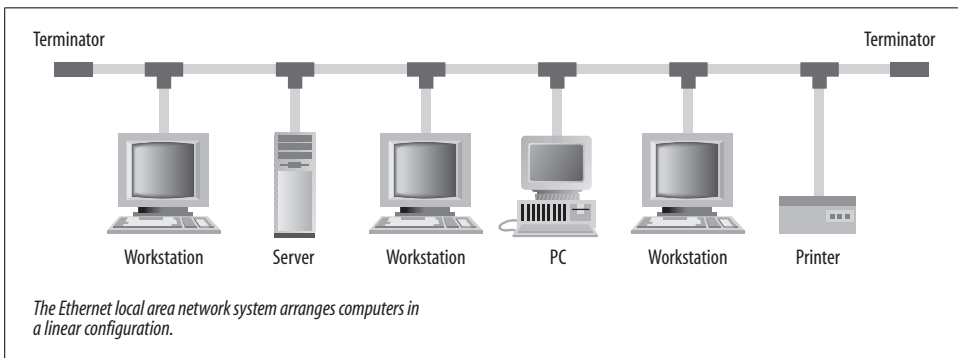 Terminator Terminator
Workstation Server Workstation PC Workstation Printer
The Ethernet local area network system arranges computers in
a linear configuration.